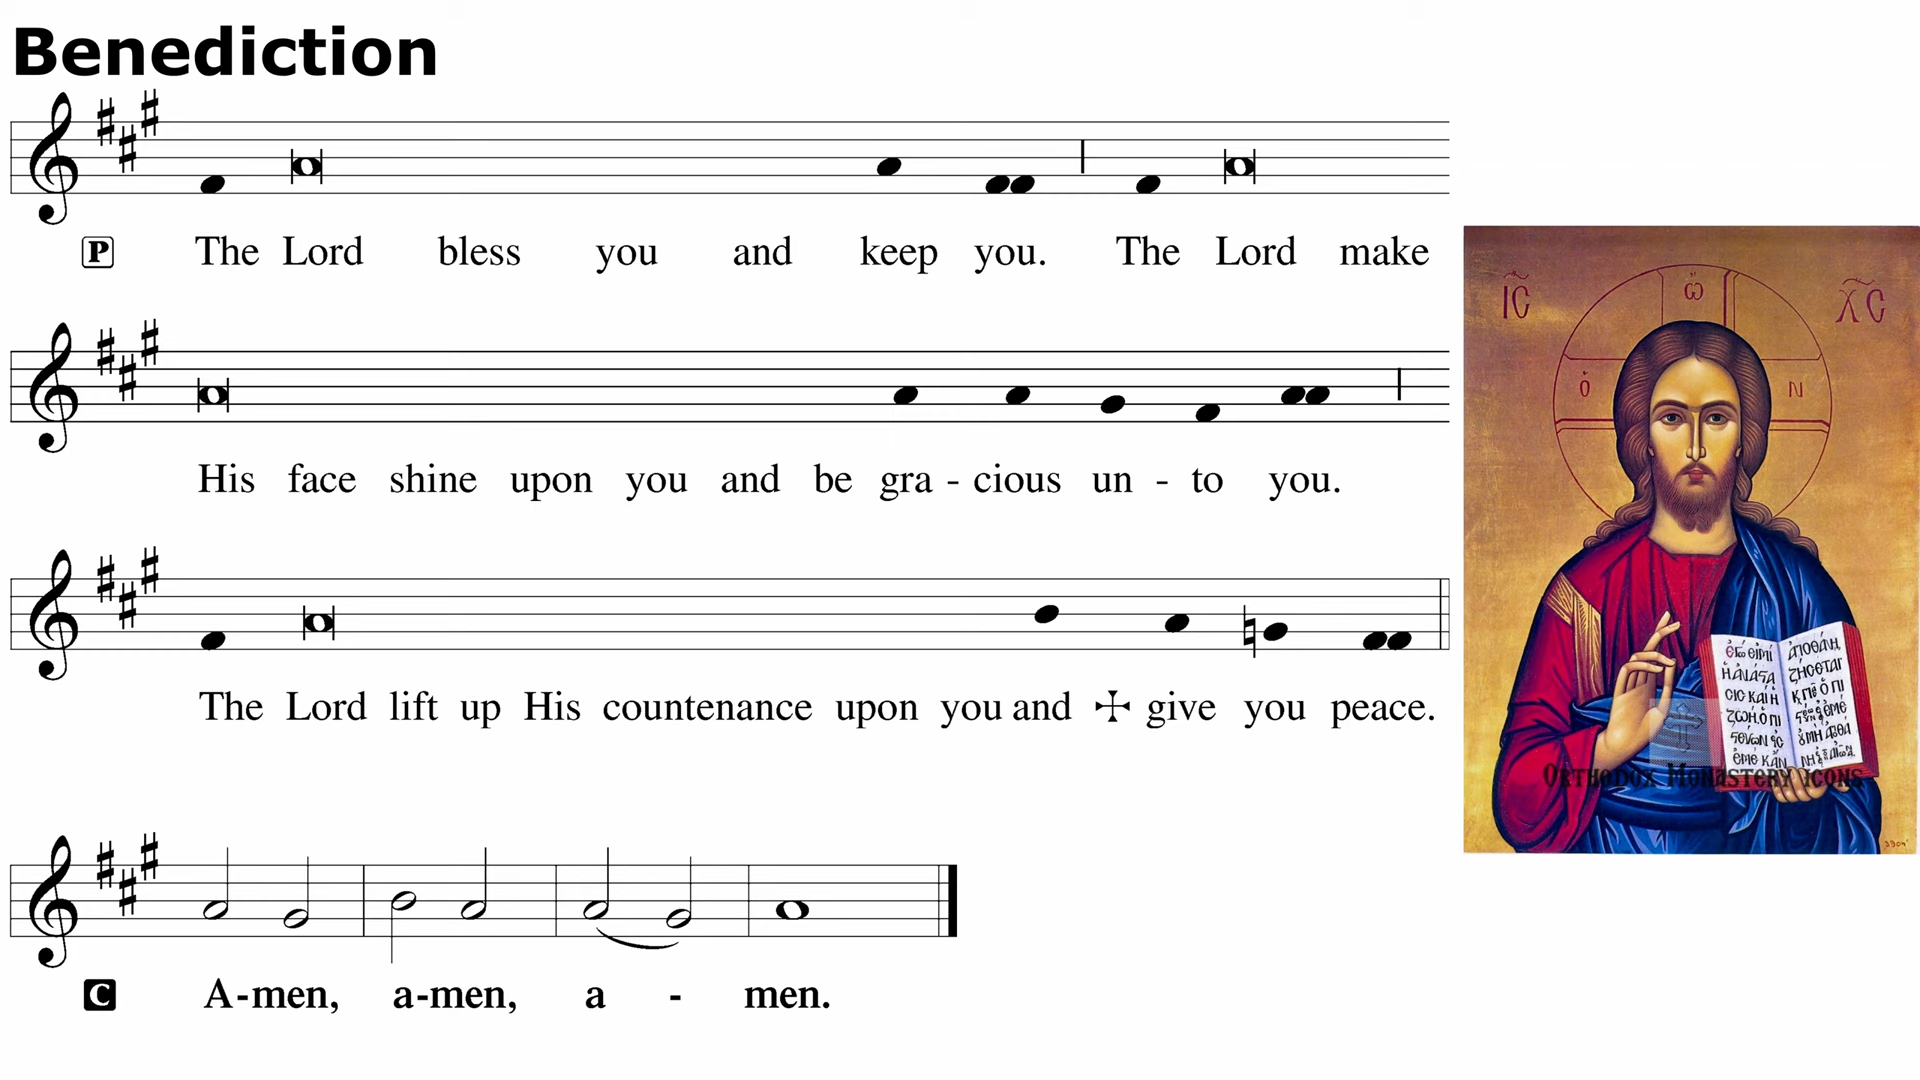 Benediction
P The Lord bless you and keep you. The Lord make
His face shine upon you and be gra - cious un - to you.
The Lord lift up His countenance upon you and ☩ give you peace.
C A-men, a-men, a - men.
IC XC
ὁ ὤ Ν
ORTHODOX MONASTERY ICONS